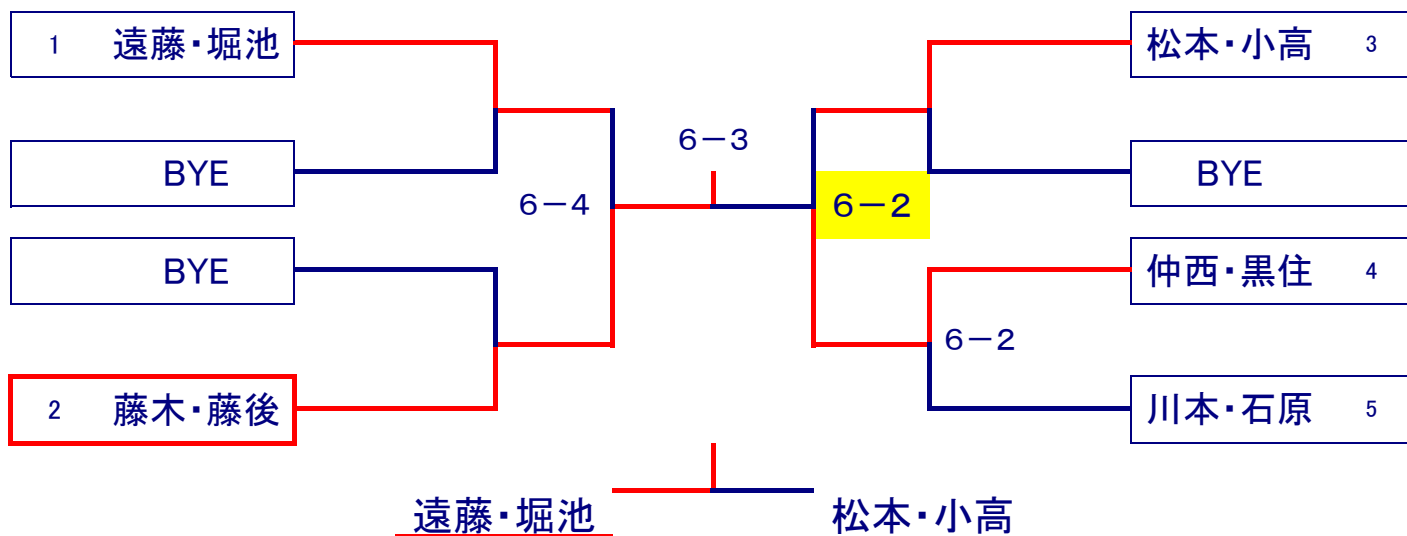 1 遠藤・堀池
松本・小高 3
6－3
BYE
BYE
6－4
6－2
BYE
仲西・黒住 4
6－2
2 藤木・藤後
川本・石原 5
遠藤・堀池
松本・小高